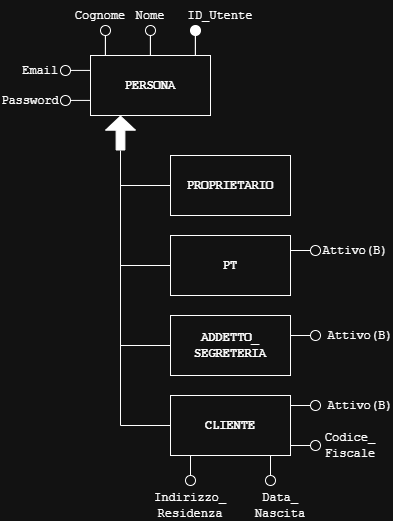 Cognome Nome ID_Utente
Email
PERSONA
Password
PROPRIETARIO
Attivo(B)
PT
Attivo(B)
ADDETTO_
SEGRETERIA
Attivo(B)
CLIENTE
Codice_
Fiscale
Indirizzo_
Residenza
Data_
Nascita